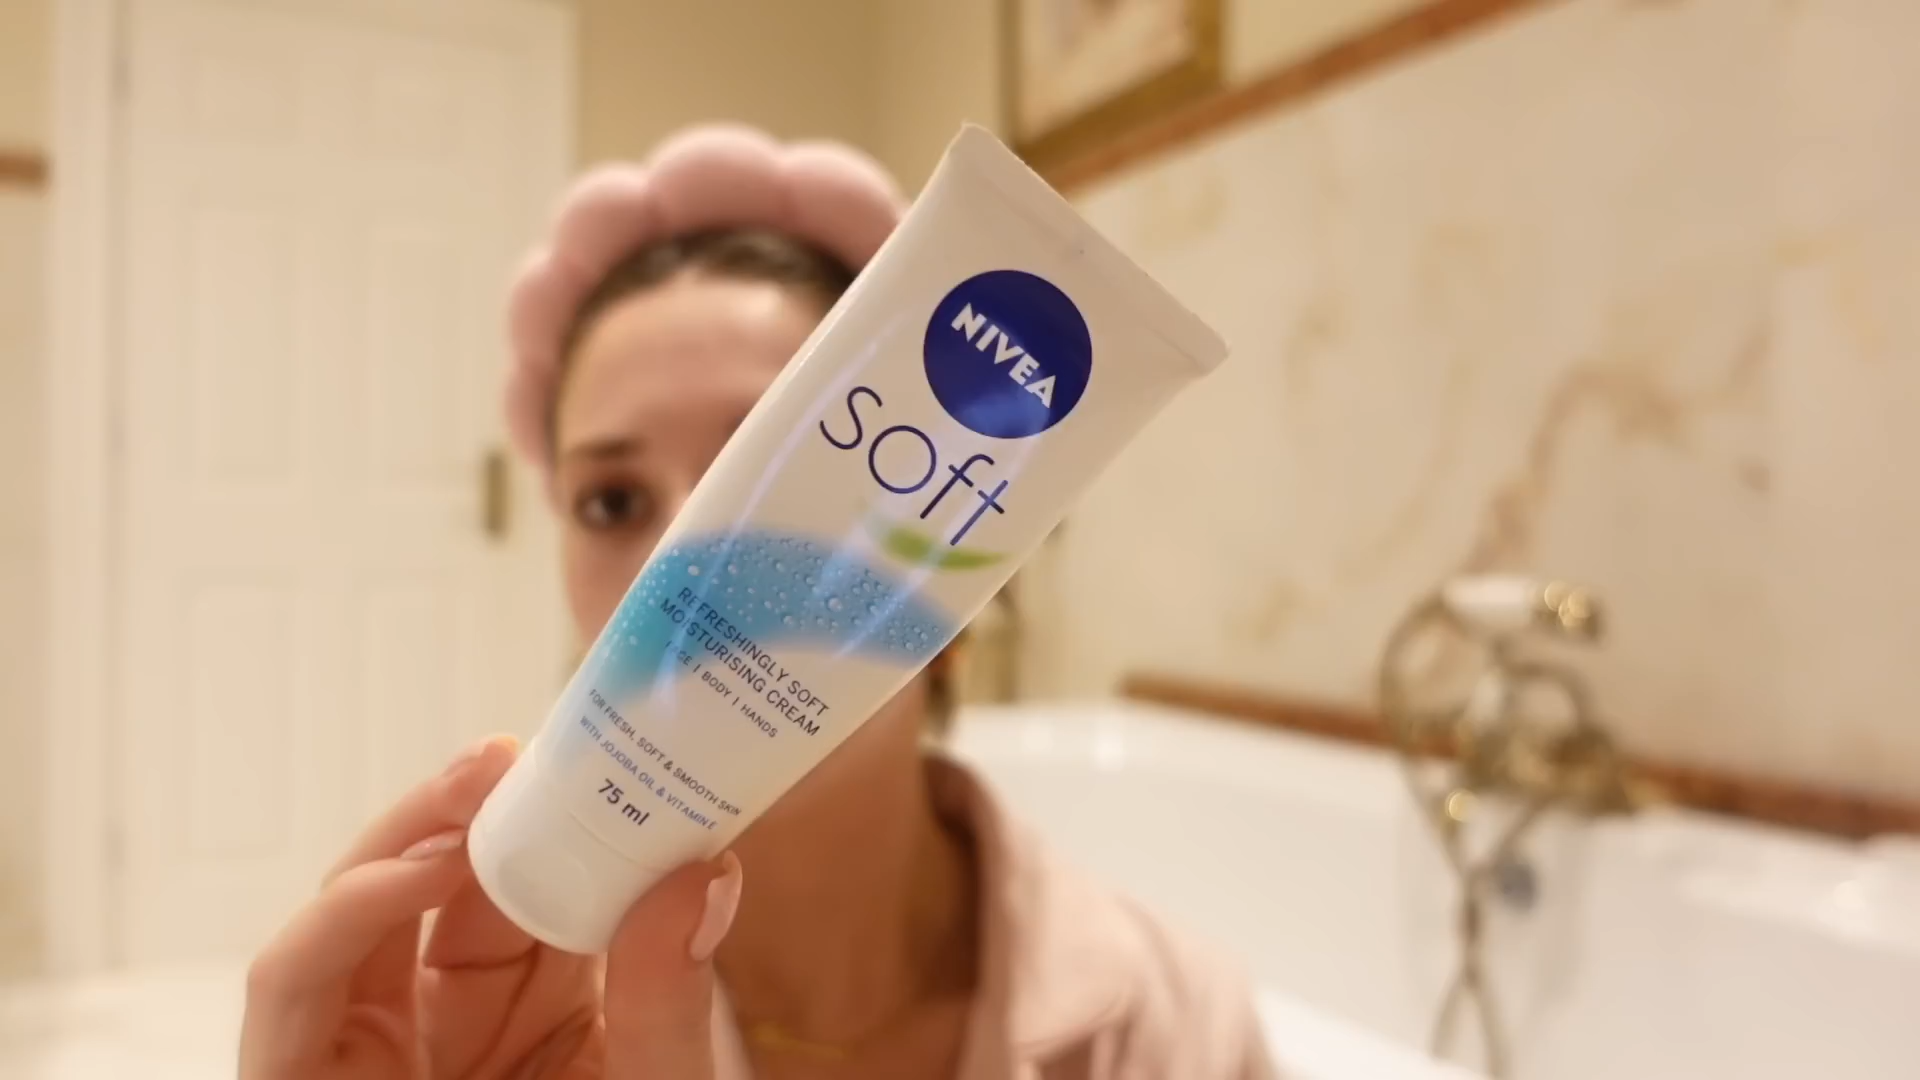 NIVEA
soft
REFRESHINGLY SOFT
MOISTURISING CREAM
FACE | BODY | HANDS
FOR FRESH, SOFT & SMOOTH SKIN
WITH JOJOBA OIL & VITAMIN E
75 ml